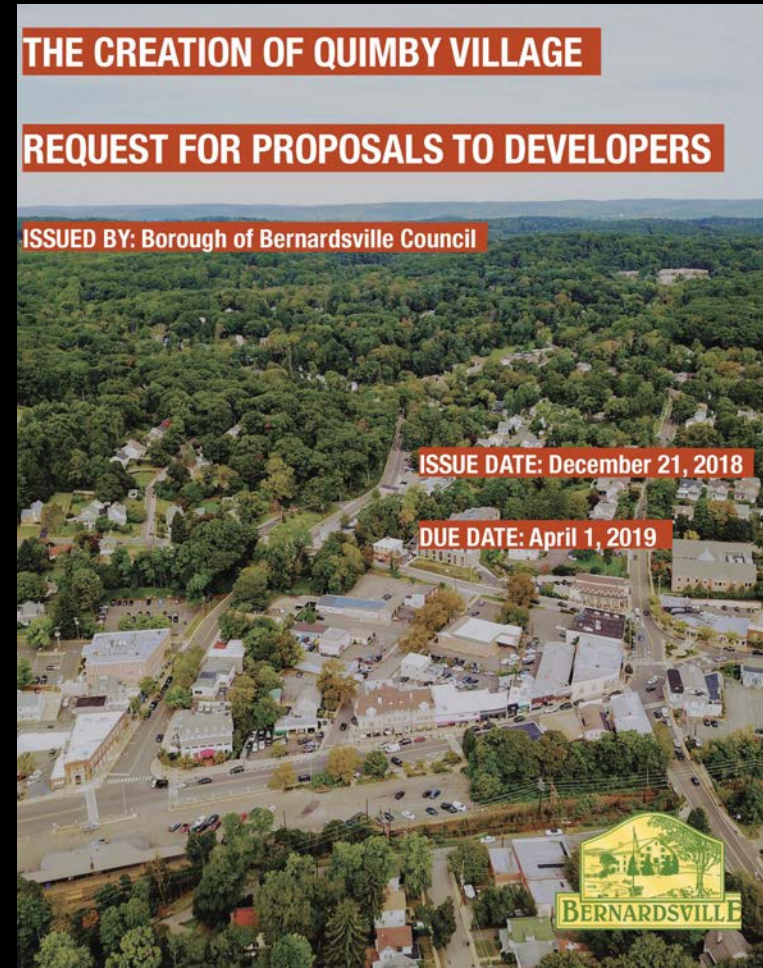 THE CREATION OF QUIMBY VILLAGE
REQUEST FOR PROPOSALS TO DEVELOPERS
ISSUED BY: Borough of Bernardsville Council
ISSUE DATE: December 21, 2018
DUE DATE: April 1, 2019
BERNARDSVILLE